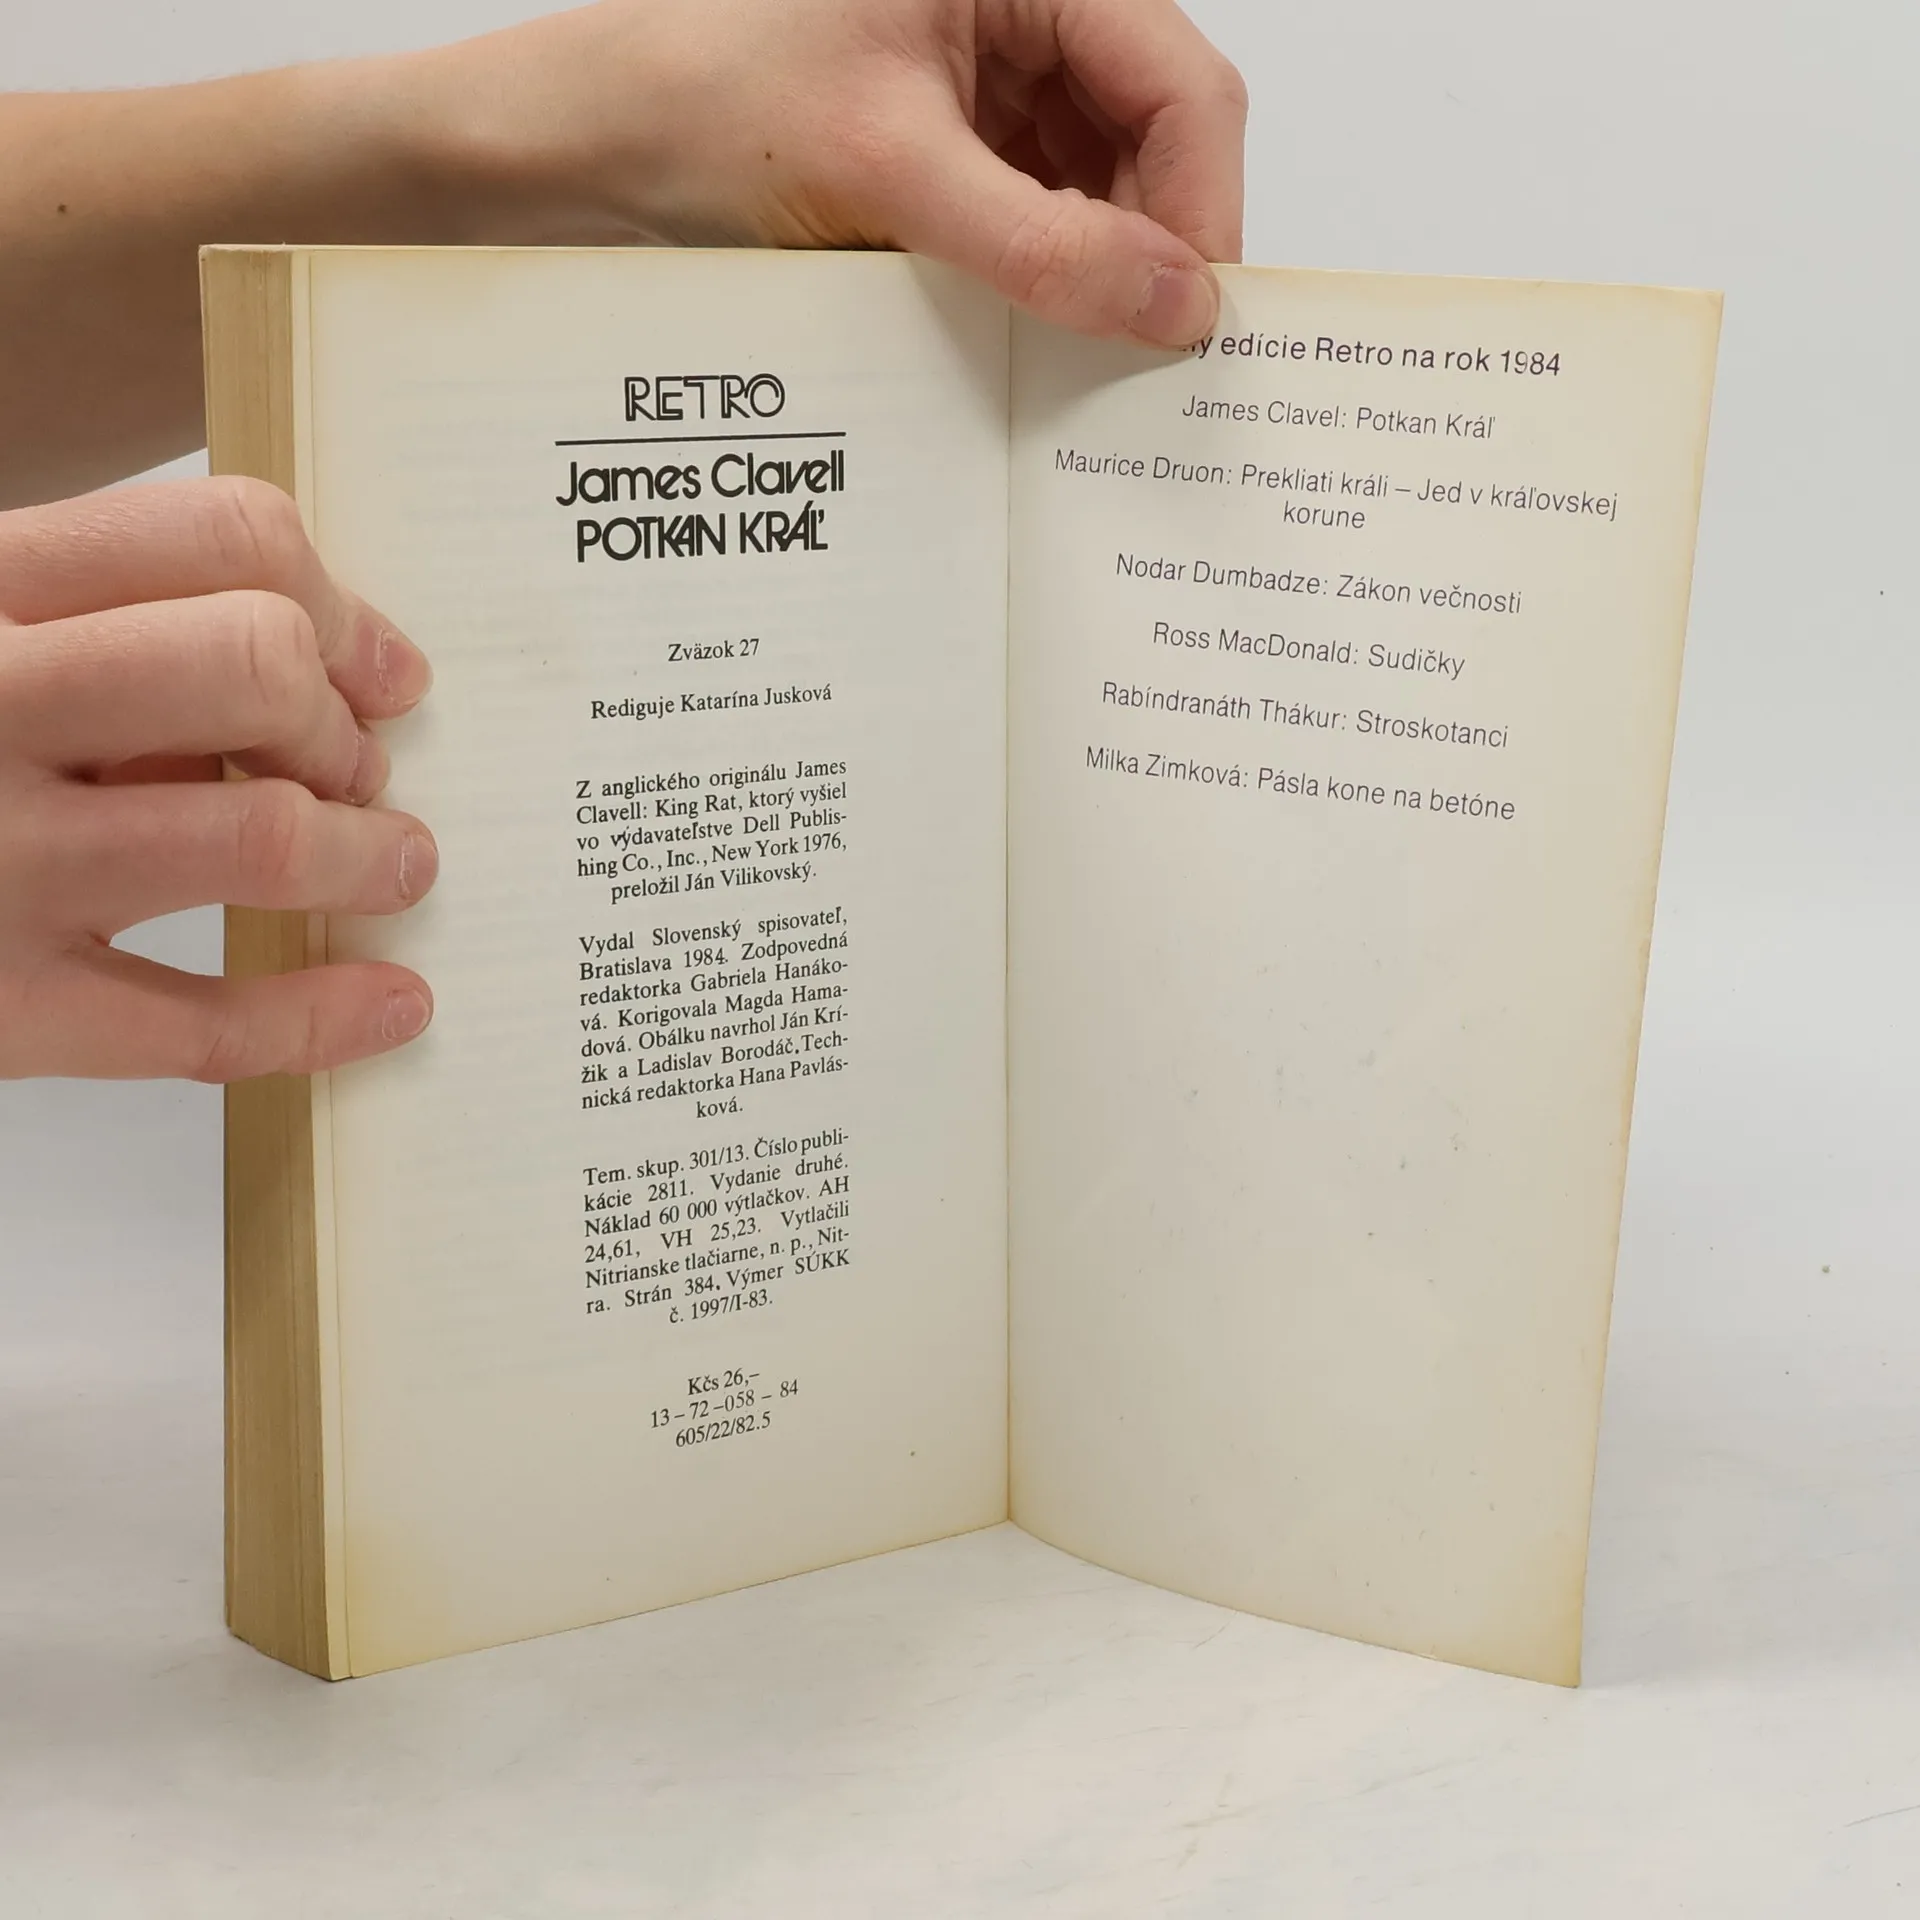 RETRO
James Clavell
POTKAN KRÁĽ
Zväzok 27
Rediguje Katarína Jusková
Z anglického originálu James
Clavell: King Rat, ktorý vyšiel
vo výdavateľstve Dell Publis-
hing Co., Inc., New York 1976,
preložil Ján Vilikovský.
Vydal Slovenský spisovateľ,
Bratislava 1984. Zodpovedná
redaktorka Gabriela Hanáko-
vá. Korigovala Magda Hama-
dová. Obálku navrhol Ján Krí-
žik a Ladislav Borodáč. Tech-
nická redaktorka Hana Pavlás-
ková.
Tem. skup. 301/13. Číslo publi-
kácie 2811. Vydanie druhé.
Náklad 60 000 výtlačkov. AH
24,61, VH 25,23. Vytlačili
Nitrianske tlačiarne, n. p., Nit-
ra. Strán 384. Výmer SÚKK
č. 1997/I-83.
Kčs 26,–
13 – 72 –058 – 84
605/22/82.5
edície Retro na rok 1984
James Clavel: Potkan Kráľ
Maurice Druon: Prekliati králi – Jed v kráľovskej
korune
Nodar Dumbadze: Zákon večnosti
Ross MacDonald: Sudičky
Rabíndranáth Thákur: Stroskotanci
Milka Zimková: Pásla kone na betóne